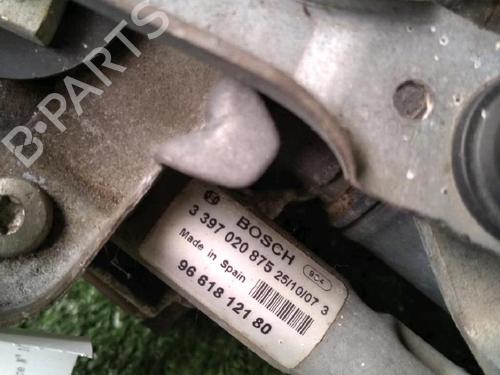 B-PARTS
BOSCH
3 397 020 875 25/10/07 3
Made in Spain
96 618 121 80